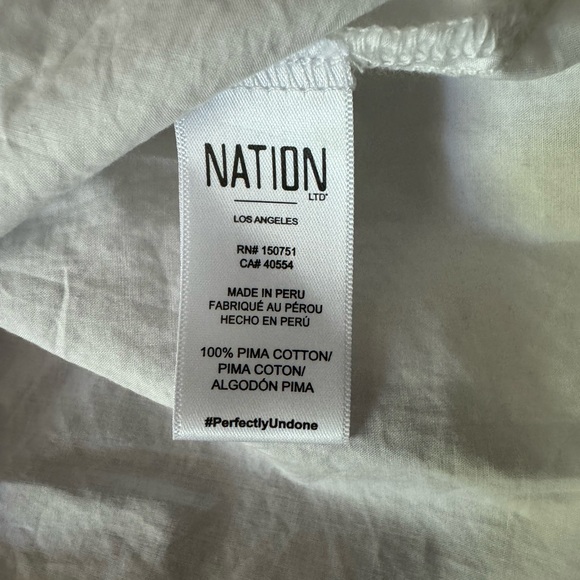 NATION
LTD
LOS ANGELES
RN# 150751
CA# 40554
MADE IN PERU
FABRIQUÉ AU PÉROU
HECHO EN PERÚ
100% PIMA COTTON/
PIMA COTON/
ALGODÓN PIMA
#PerfectlyUndone